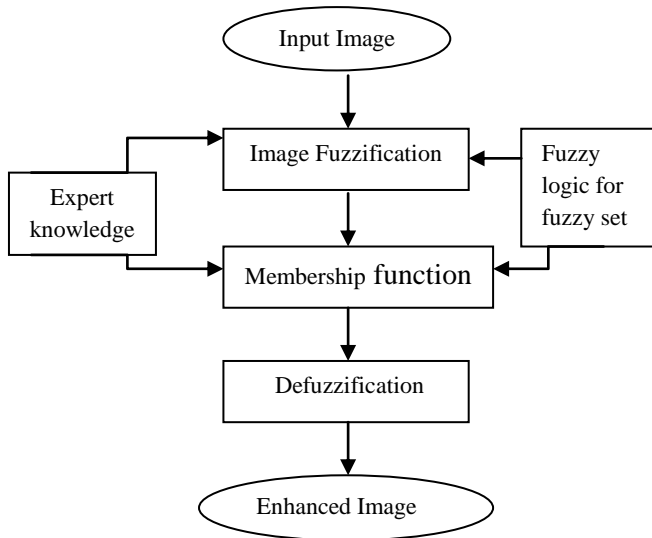 Input Image
Image Fuzzification
Fuzzy
logic for
fuzzy set
Expert
knowledge
Membership function
Defuzzification
Enhanced Image